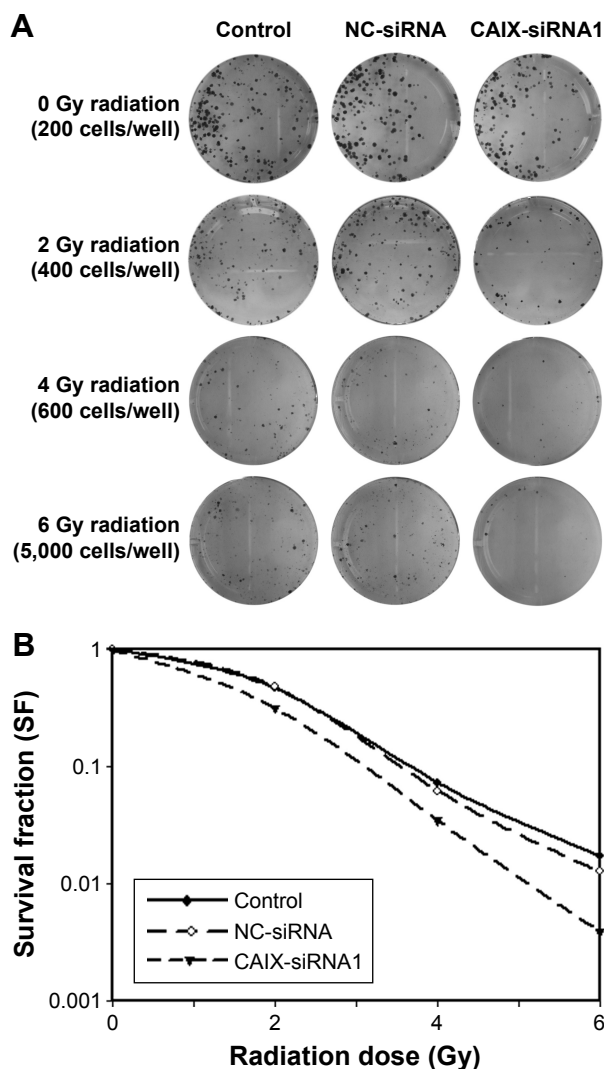 A
Control NC-siRNA CAIX-siRNA1
0 Gy radiation
(200 cells/well)
2 Gy radiation
(400 cells/well)
4 Gy radiation
(600 cells/well)
6 Gy radiation
(5,000 cells/well)
B
Survival fraction (SF)
1
0.1
0.01
0.001
Control
NC-siRNA
CAIX-siRNA1
0 2 4 6
Radiation dose (Gy)